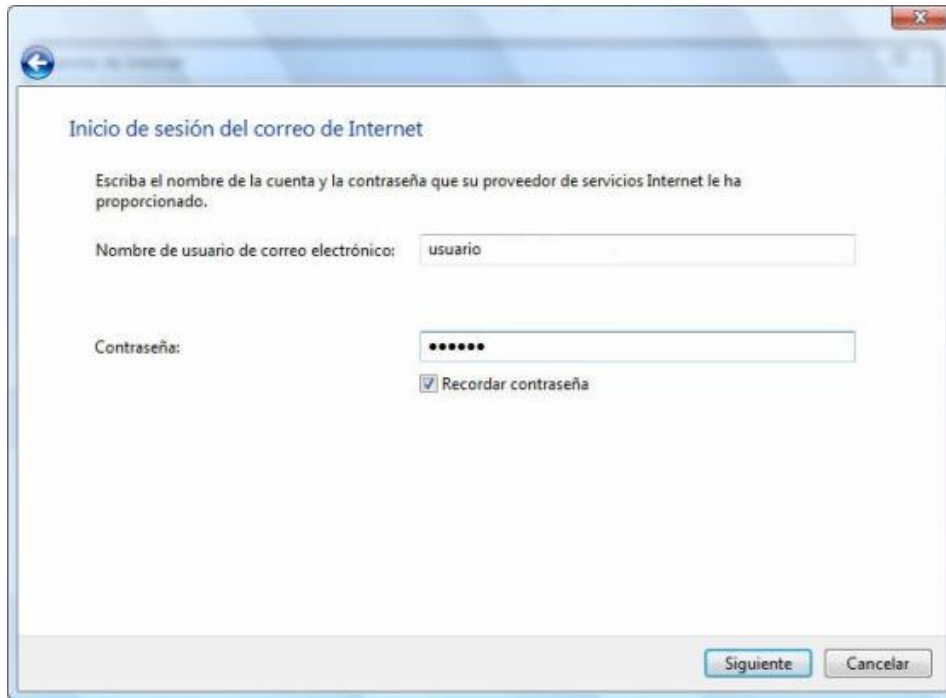 Inicio de sesión del correo de Internet
Escriba el nombre de la cuenta y la contraseña que su proveedor de servicios Internet le ha
proporcionado.
Nombre de usuario de correo electrónico: usuario
Contraseña: ••••••
Recordar contraseña
Siguiente Cancelar